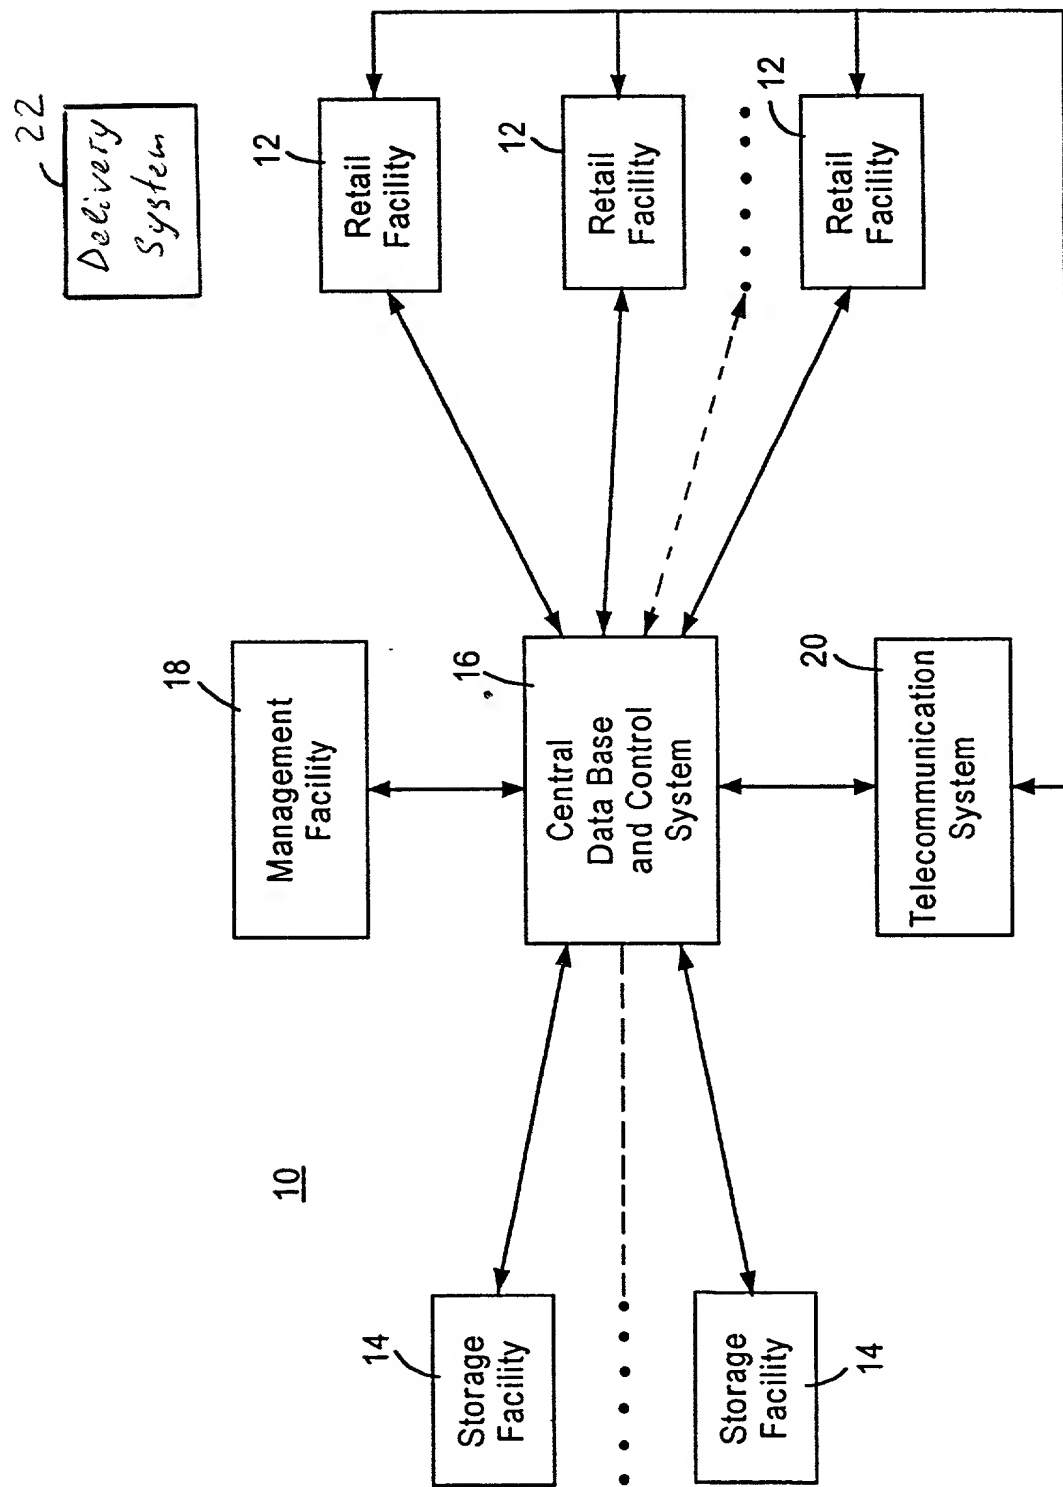 22
Delivery
System
12
Retail
Facility
12
Retail
Facility
12
Retail
Facility
18
Management
Facility
16
Central
Data Base
and Control
System
20
Telecommunication
System
10
14
Storage
Facility
14
Storage
Facility